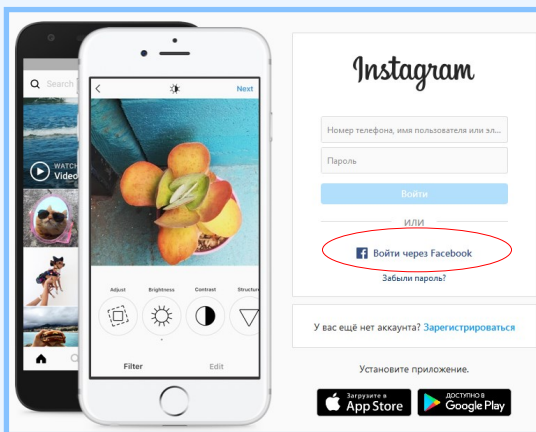 Search
WATCH
Video
Next
Adjust
Brightness
Contrast
Structure
Filter
Edit
Instagram
Номер телефона, имя пользователя или эл...
Пароль
Войти
ИЛИ
Войти через Facebook
Забыли пароль?
У вас ещё нет аккаунта? Зарегистрироваться
Установите приложение.
Загрузите в
App Store
ДОСТУПНО В
Google Play